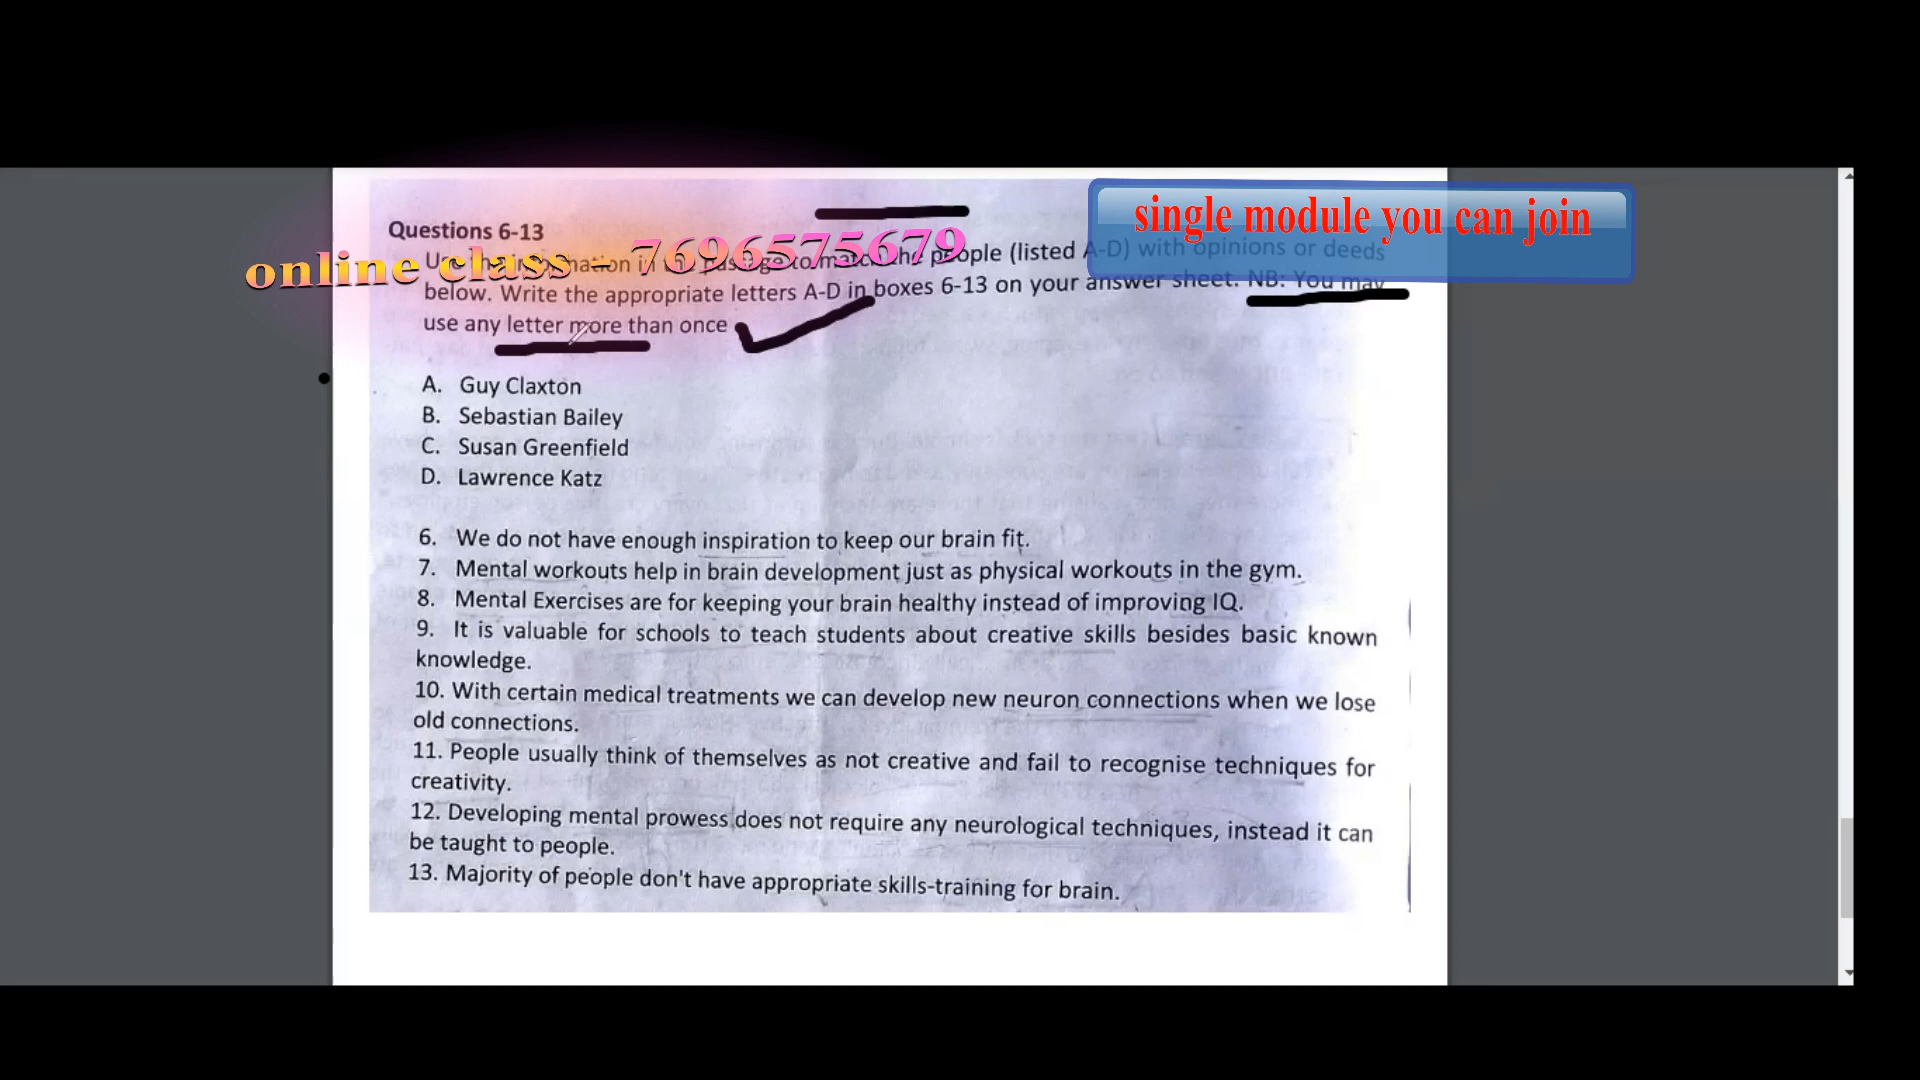 single module you can join
Questions 6-13
online class - 7696575679
to match the people (listed A-D) with opinions or deeds
below. Write the appropriate letters A-D in boxes 6-13 on your answer sheet. NB: You may
use any letter more than once
A. Guy Claxton
B. Sebastian Bailey
C. Susan Greenfield
D. Lawrence Katz
6. We do not have enough inspiration to keep our brain fit.
7. Mental workouts help in brain development just as physical workouts in the gym.
8. Mental Exercises are for keeping your brain healthy instead of improving IQ.
9. It is valuable for schools to teach students about creative skills besides basic known
knowledge.
10. With certain medical treatments we can develop new neuron connections when we lose
old connections.
11. People usually think of themselves as not creative and fail to recognise techniques for
creativity.
12. Developing mental prowess does not require any neurological techniques, instead it can
be taught to people.
13. Majority of people don't have appropriate skills-training for brain.